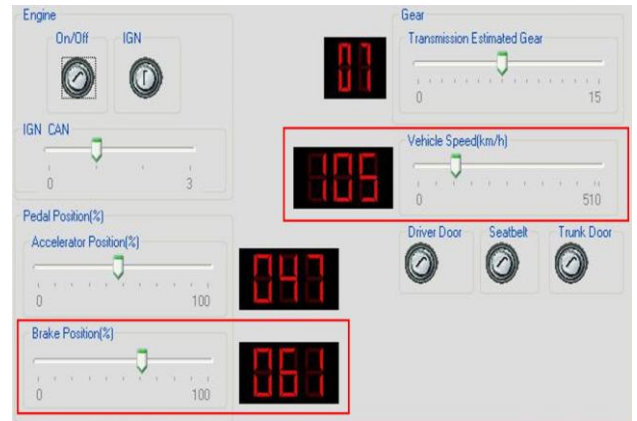 Engine
On/Off IGN
IGN CAN
0 3
Gear
07
Transmission Estimated Gear
0 15
105
Vehicle Speed(km/h)
0 510
Pedal Position(%)
Accelerator Position(%)
047
0 100
Driver Door Seatbelt Trunk Door
Brake Position(%)
061
0 100